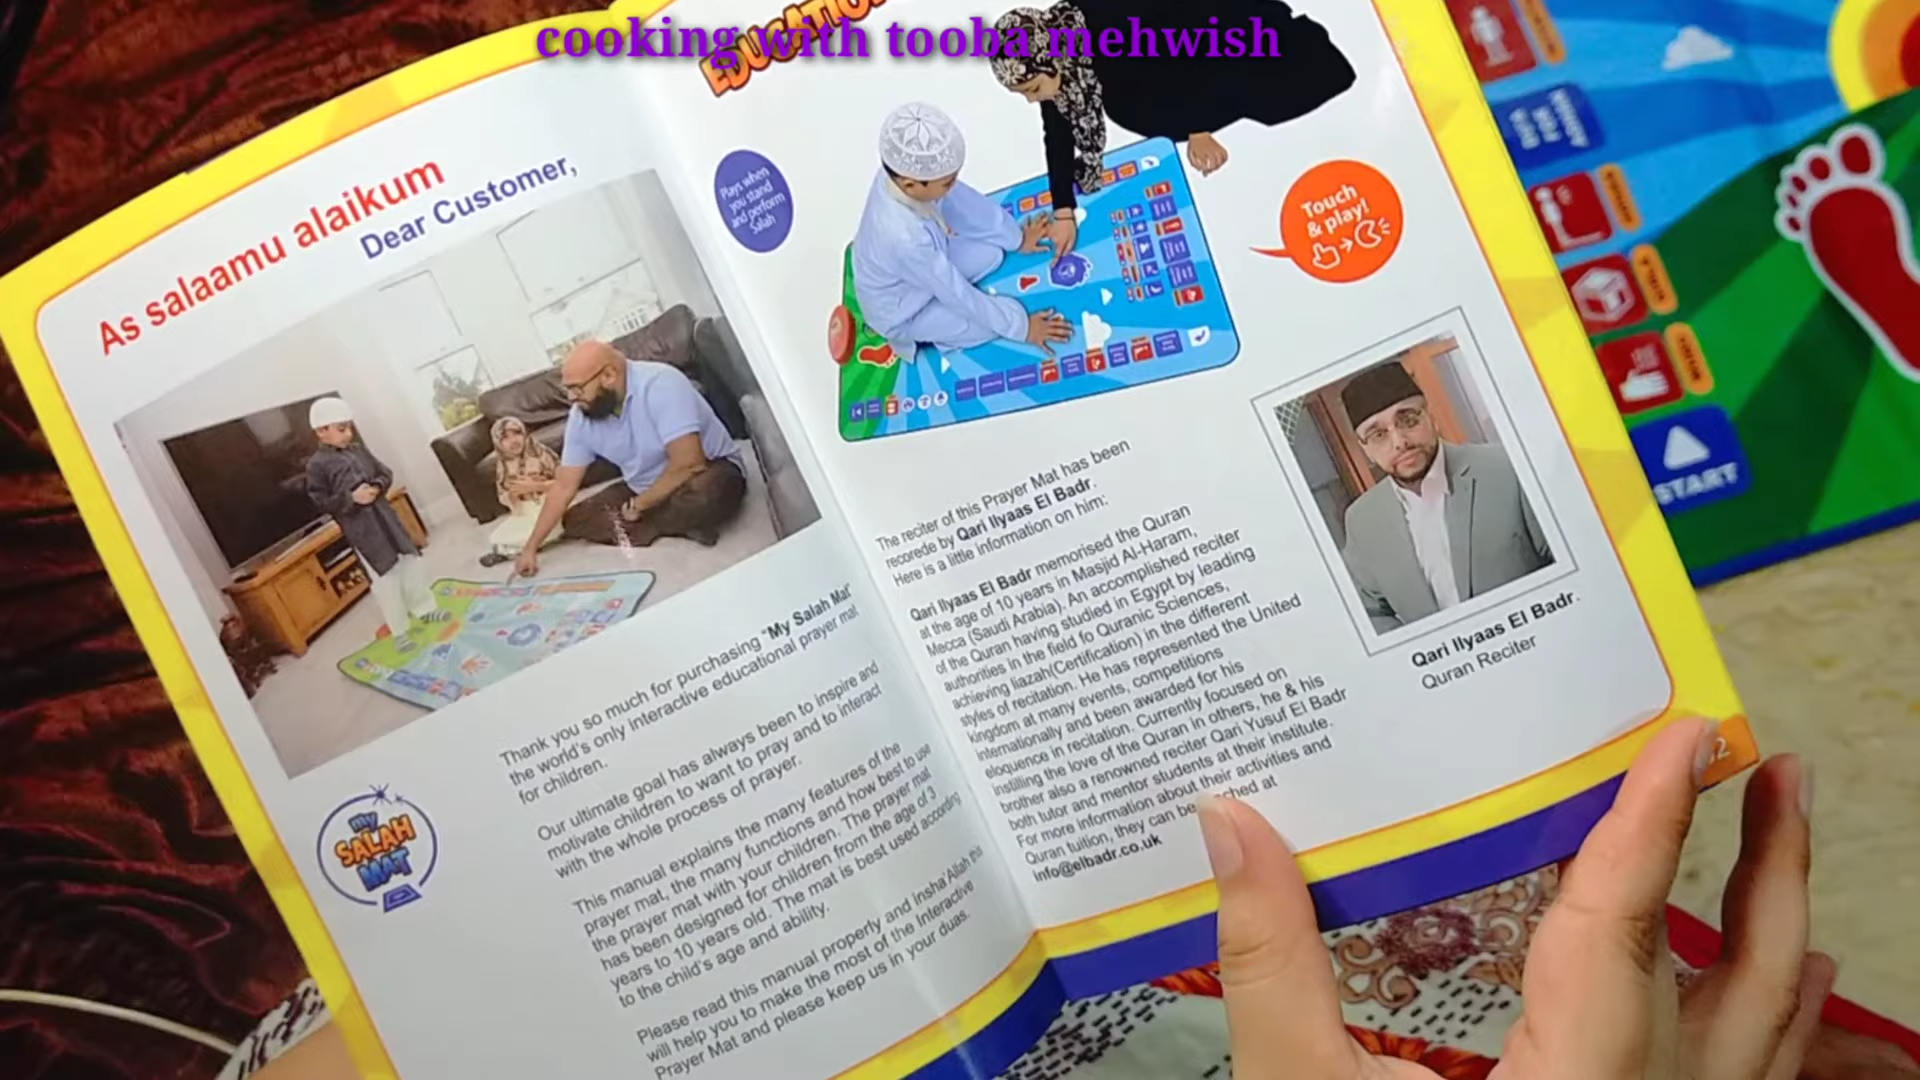 cooking with tooba mehwish
As salaamu alaikum
Dear Customer,
Thank you so much for purchasing "My Salah Mat"
the world's only interactive educational prayer mat
for children.
Our ultimate goal has always been to inspire and
motivate children to want to pray and to interact
with the whole process of prayer.
This manual explains the many features of the
prayer mat, the many functions and how best to use
the prayer mat with your children. The prayer mat
has been designed for children from the age of 3
years to 10 years old. The mat is best used according
to the child's age and ability.
Please read this manual properly and insha'Allah this
will help you to make the most of the Interactive
Prayer Mat and please keep us in your duas.
my
SALAH
MAT
Plays when
you stand
and perform
Salah
Touch
& play!
The reciter of this Prayer Mat has been
recorede by Qari Ilyaas El Badr.
Here is a little information on him:
Qari Ilyaas El Badr memorised the Quran
at the age of 10 years in Masjid Al-Haram,
Mecca (Saudi Arabia). An accomplished reciter
of the Quran having studied in Egypt by leading
authorities in the field fo Quranic Sciences,
achieving Iiazah(Certification) in the different
styles of recitation. He has represented the United
kingdom at many events, competitions
internationally and been awarded for his
eloquence in recitation. Currently focused on
instilling the love of the Quran in others, he & his
brother also a renowned reciter Qari Yusuf El Badr
both tutor and mentor students at their institute.
For more information about their activities and
Quran tuition, they can be at
info@elbadr.co.uk
Qari Ilyaas El Badr.
Quran Reciter
START